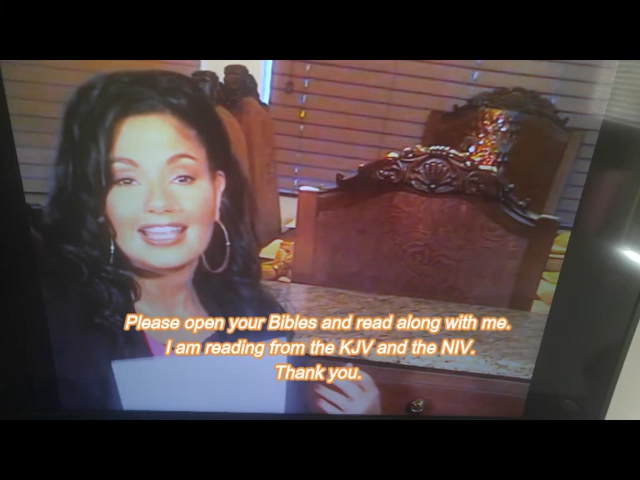 Please open your Bibles and read along with me.
I am reading from the KJV and the NIV.
Thank you.